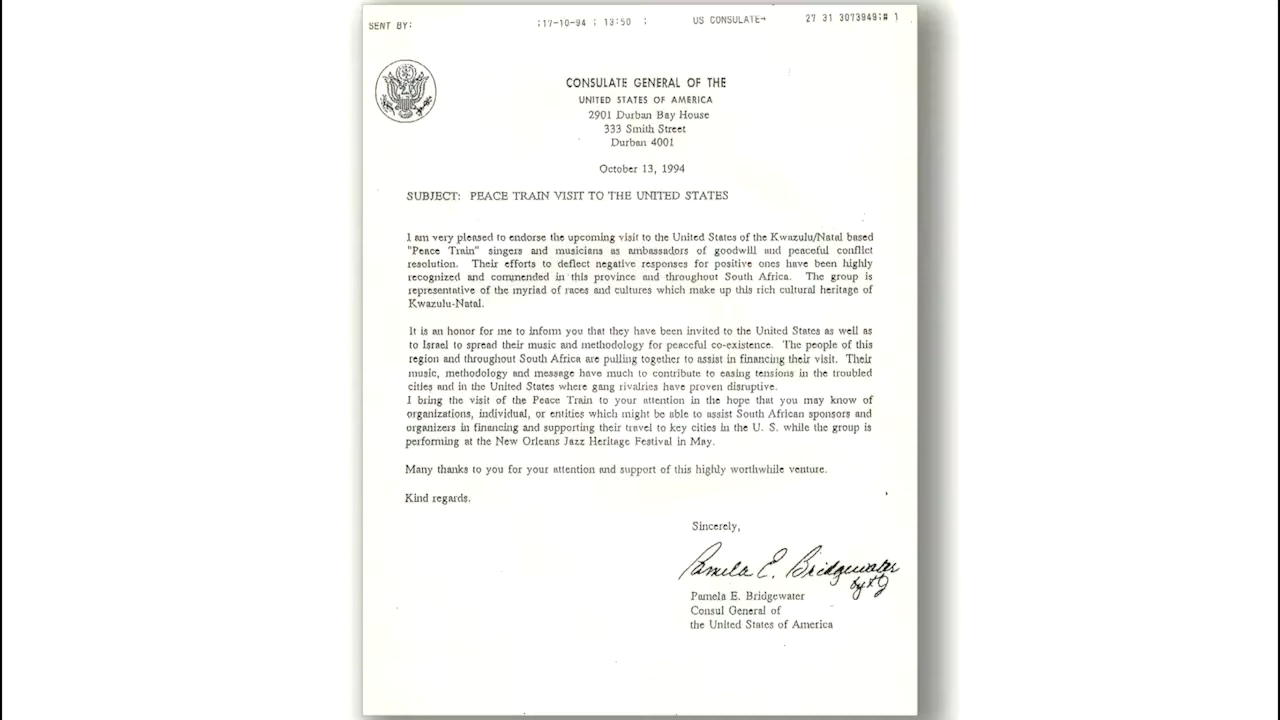 SENT BY: :17-10-94 ; 13:50 ; US CONSULATE→ 27 31 3073949;# 1
CONSULATE GENERAL OF THE
UNITED STATES OF AMERICA
2901 Durban Bay House
333 Smith Street
Durban 4001
October 13, 1994
SUBJECT: PEACE TRAIN VISIT TO THE UNITED STATES
I am very pleased to endorse the upcoming visit to the United States of the Kwazulu/Natal based
"Peace Train" singers and musicians as ambassadors of goodwill and peaceful conflict
resolution. Their efforts to deflect negative responses for positive ones have been highly
recognized and commended in this province and throughout South Africa. The group is
representative of the myriad of races and cultures which make up this rich cultural heritage of
Kwazulu-Natal.
It is an honor for me to inform you that they have been invited to the United States as well as
to Israel to spread their music and methodology for peaceful co-existence. The people of this
region and throughout South Africa are pulling together to assist in financing their visit. Their
music, methodology and message have much to contribute to easing tensions in the troubled
cities and in the United States where gang rivalries have proven disruptive.
I bring the visit of the Peace Train to your attention in the hope that you may know of
organizations, individual, or entities which might be able to assist South African sponsors and
organizers in financing and supporting their travel to key cities in the U. S. while the group is
performing at the New Orleans Jazz Heritage Festival in May.
Many thanks to you for your attention and support of this highly worthwhile venture.
Kind regards.
Sincerely,
Pamela E. Bridgewater
by
Pamela E. Bridgewater
Consul General of
the United States of America